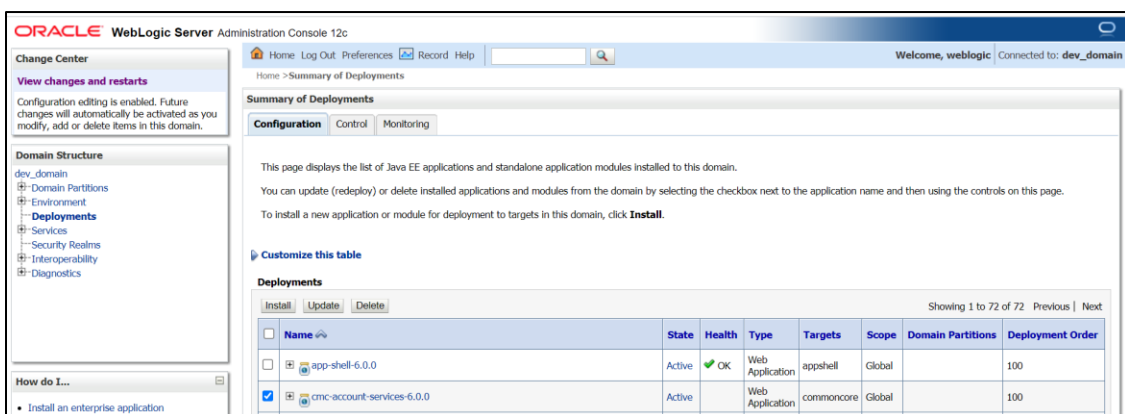 ORACLE WebLogic Server Administration Console 12c
Change Center
View changes and restarts
Configuration editing is enabled. Future
changes will automatically be activated as you
modify, add or delete items in this domain.
Domain Structure
dev_domain
Domain Partitions
Environment
Deployments
Services
Security Realms
Interoperability
Diagnostics
How do I...
Install an enterprise application
Home Log Out Preferences Record Help
Welcome, weblogic Connected to: dev_domain
Home >Summary of Deployments
Summary of Deployments
Configuration Control Monitoring
This page displays the list of Java EE applications and standalone application modules installed to this domain.
You can update (redeploy) or delete installed applications and modules from the domain by selecting the checkbox next to the application name and then using the controls on this page.
To install a new application or module for deployment to targets in this domain, click Install.
Customize this table
Deployments
Install Update Delete Showing 1 to 72 of 72 Previous | Next
Name State Health Type Targets Scope Domain Partitions Deployment Order
app-shell-6.0.0 Active OK Web Application appshell Global 100
cmc-account-services-6.0.0 Active Web Application commoncore Global 100